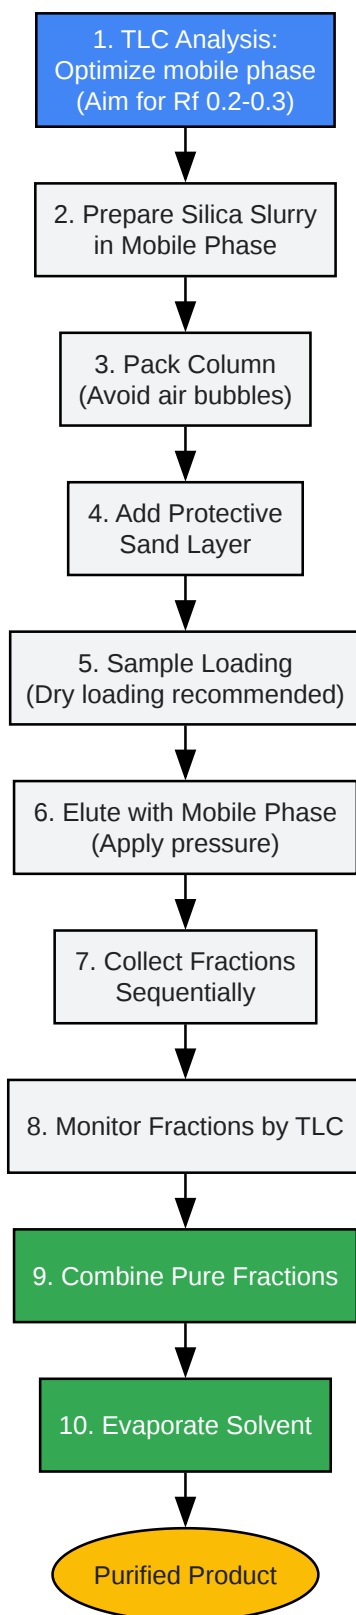 1. TLC Analysis:
Optimize mobile phase
(Aim for Rf 0.2-0.3)
2. Prepare Silica Slurry
in Mobile Phase
3. Pack Column
(Avoid air bubbles)
4. Add Protective
Sand Layer
5. Sample Loading
(Dry loading recommended)
6. Elute with Mobile Phase
(Apply pressure)
7. Collect Fractions
Sequentially
8. Monitor Fractions by TLC
9. Combine Pure Fractions
10. Evaporate Solvent
Purified Product